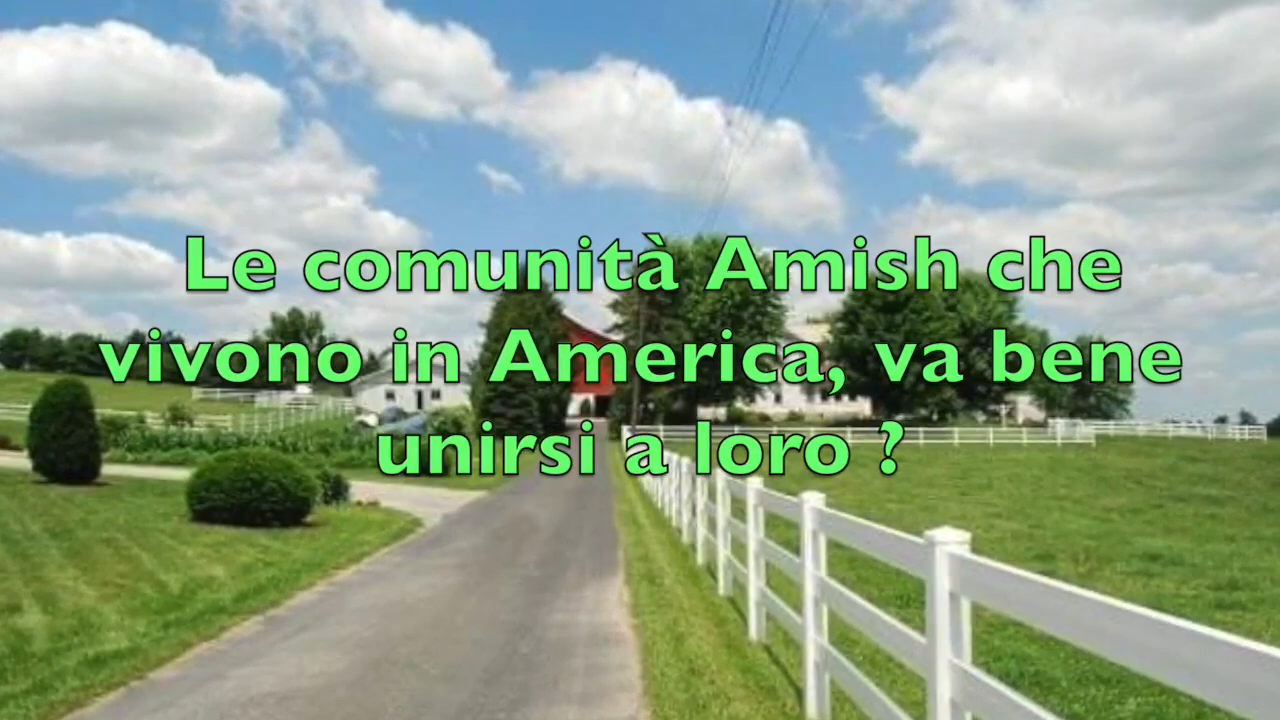 Le comunità Amish che
vivono in America, va bene
unirsi a loro ?